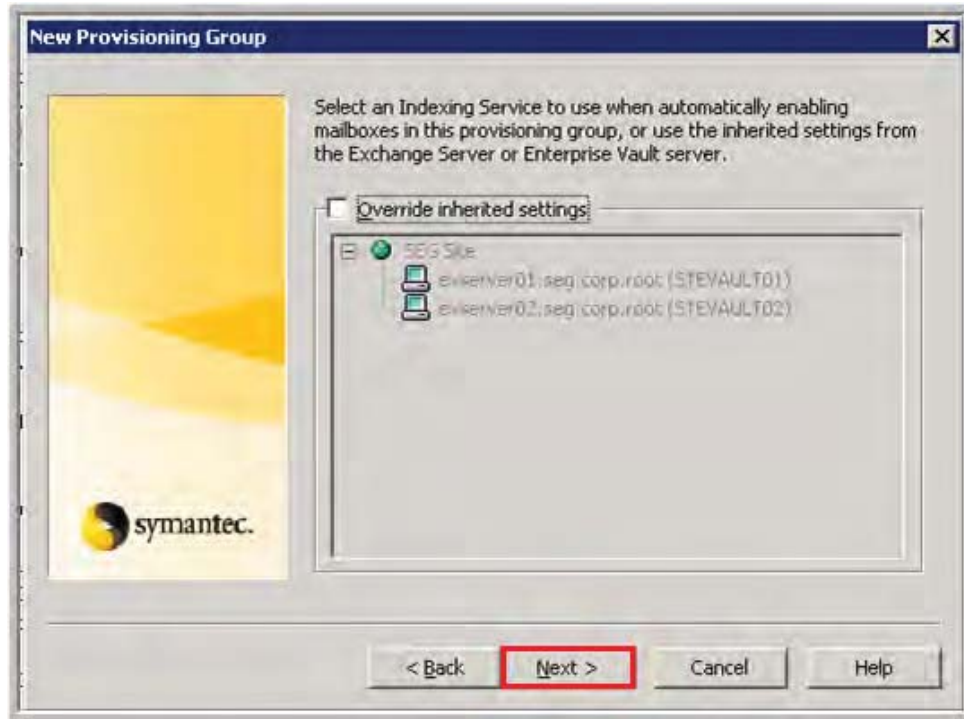 New Provisioning Group
Select an Indexing Service to use when automatically enabling
mailboxes in this provisioning group, or use the inherited settings from
the Exchange Server or Enterprise Vault server.
Override inherited settings
SEG Site
evserver01.seg.corp.root (STEVAULT01)
evserver02.seg.corp.root (STEVAULT02)
symantec.
< Back
Next >
Cancel
Help